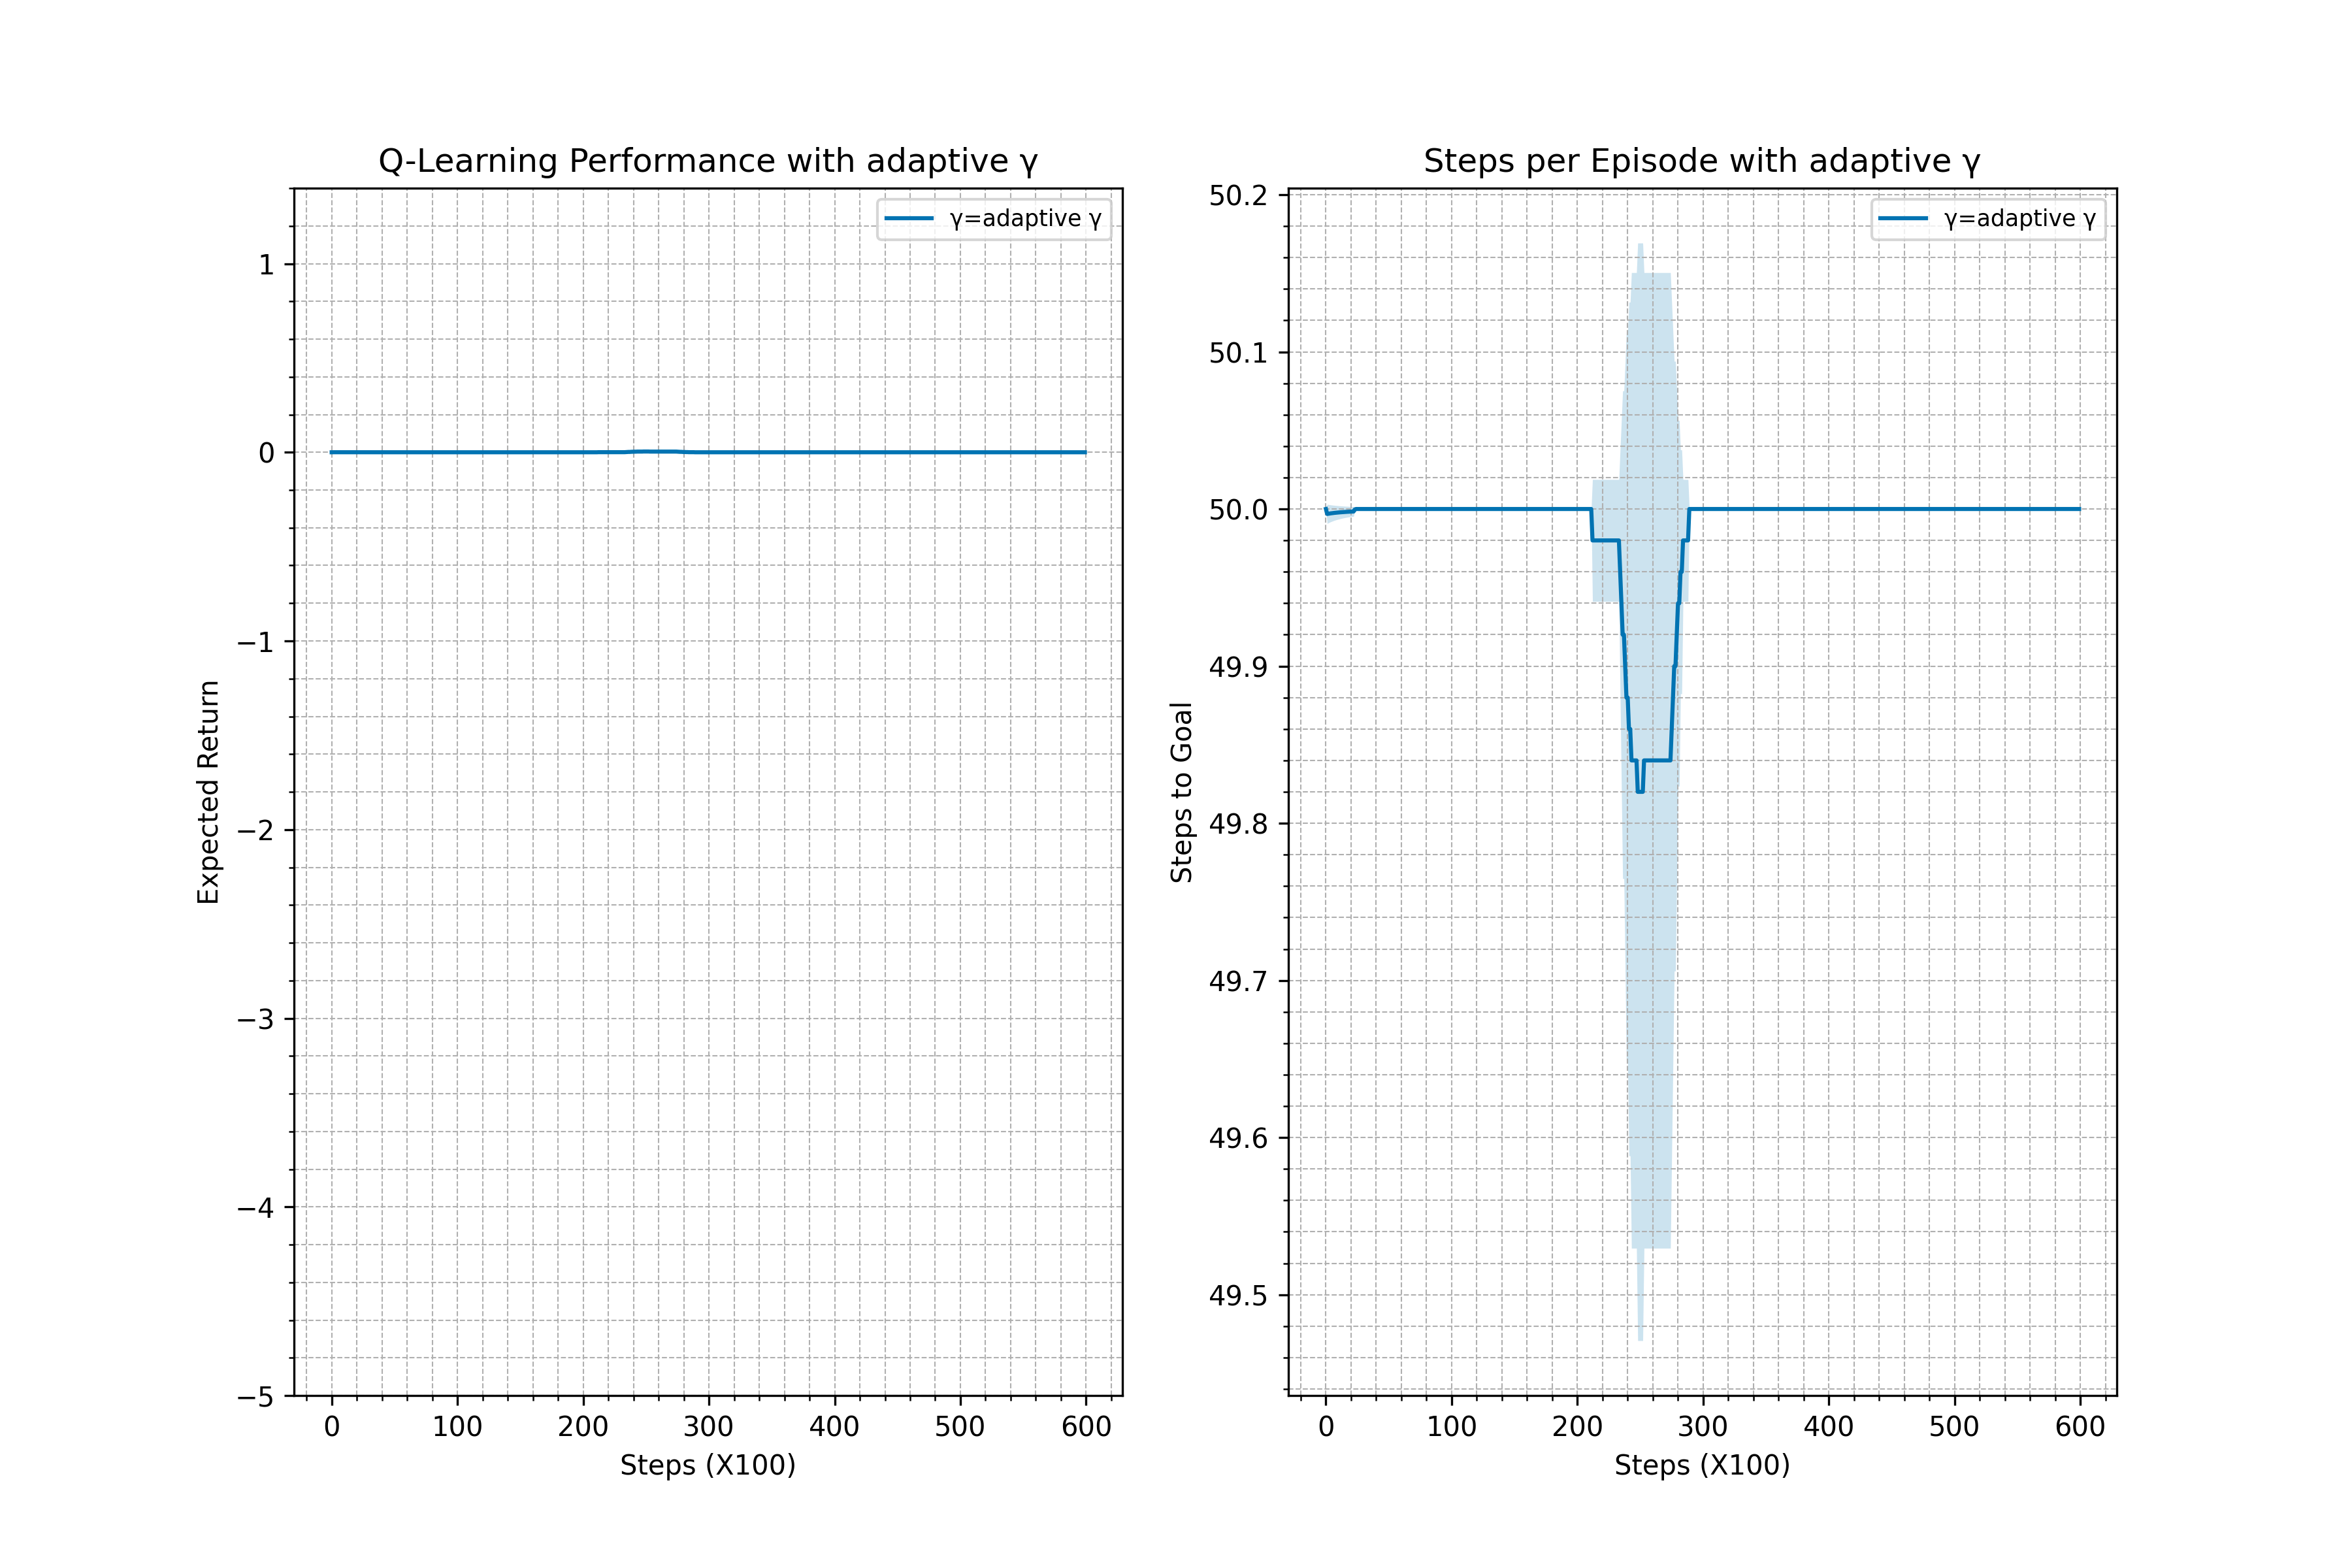 Q-Learning Performance with adaptive γ
γ=adaptive γ
1
0
−1
−2
−3
−4
−5
Expected Return
0 100 200 300 400 500 600
Steps (X100)
Steps per Episode with adaptive γ
γ=adaptive γ
50.2
50.1
50.0
49.9
49.8
49.7
49.6
49.5
Steps to Goal
0 100 200 300 400 500 600
Steps (X100)